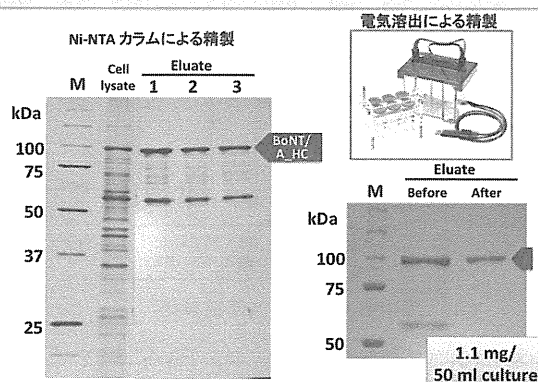 Ni-NTA カラムによる精製
Cell lysate
Eluate
M
1
2
3
kDa
100
75
50
37
25
BoNT/
A_HC
電気溶出による精製
Eluate
M
Before
After
kDa
100
75
50
1.1 mg/
50 ml culture